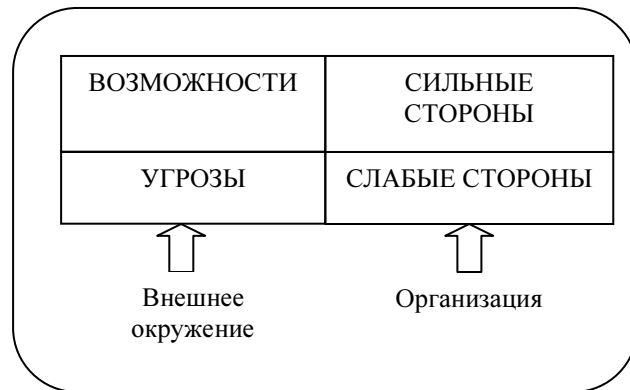 ВОЗМОЖНОСТИ
СИЛЬНЫЕ
СТОРОНЫ
УГРОЗЫ
СЛАБЫЕ СТОРОНЫ
Внешнее
окружение
Организация